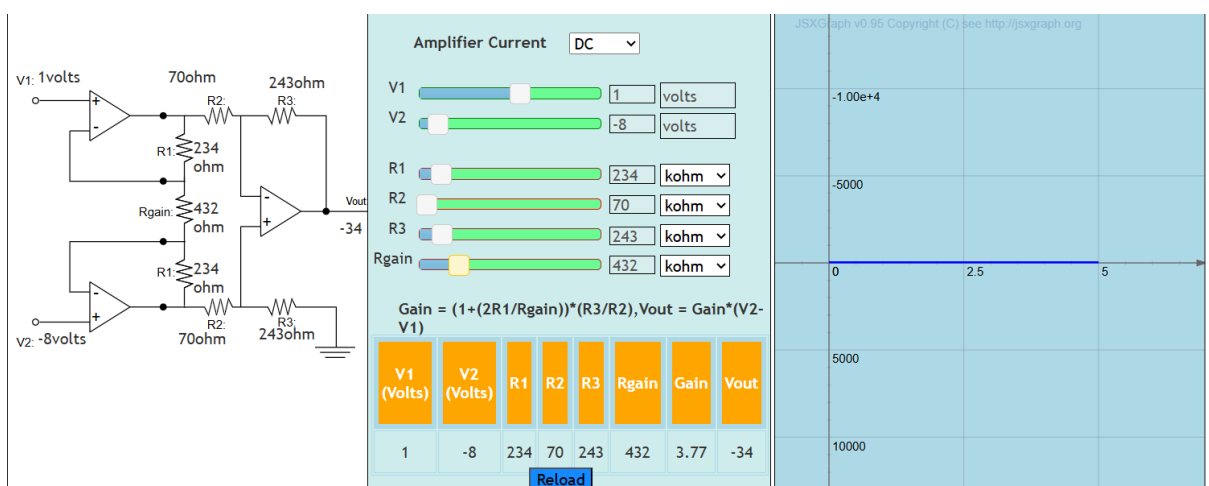 V1: 1volts
70ohm
243ohm
R2:
R3:
+
-
R1: 234
ohm
Rgain: 432
ohm
-
+
Vout
-34
R1: 234
ohm
-
+
V2: -8volts
R2:
70ohm
R3:
243ohm
Amplifier Current DC
V1 1 volts
V2 -8 volts
R1 234 kohm
R2 70 kohm
R3 243 kohm
Rgain 432 kohm
Gain = (1+(2R1/Rgain))*(R3/R2),Vout = Gain*(V2-
V1)
V1 (Volts) V2 (Volts) R1 R2 R3 Rgain Gain Vout
1 -8 234 70 243 432 3.77 -34
Reload
JSXGraph v0.95 Copyright (C) see http://jsxgraph.org
-1.00e+4
-5000
0 2.5 5
5000
10000